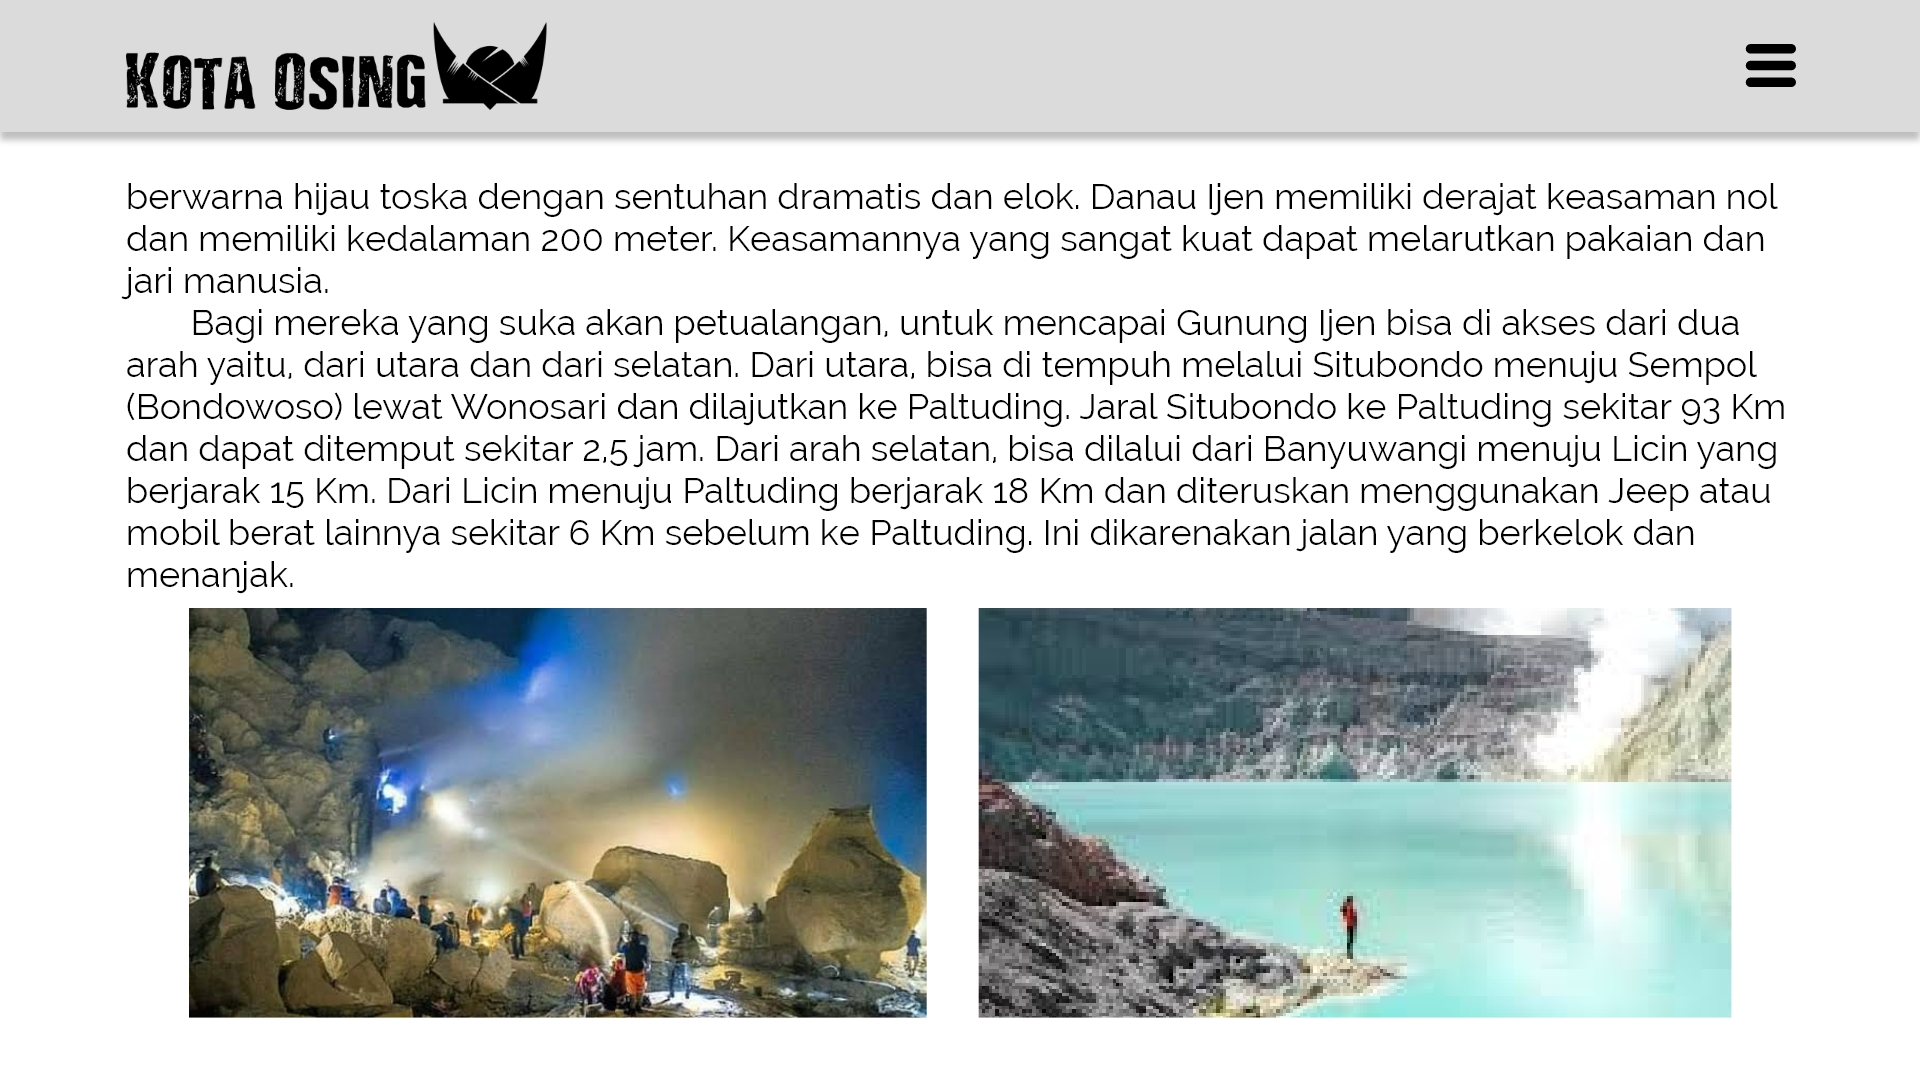 KOTA OSING
berwarna hijau toska dengan sentuhan dramatis dan elok. Danau Ijen memiliki derajat keasaman nol
dan memiliki kedalaman 200 meter. Keasamannya yang sangat kuat dapat melarutkan pakaian dan
jari manusia.
Bagi mereka yang suka akan petualangan, untuk mencapai Gunung Ijen bisa di akses dari dua
arah yaitu, dari utara dan dari selatan. Dari utara, bisa di tempuh melalui Situbondo menuju Sempol
(Bondowoso) lewat Wonosari dan dilajutkan ke Paltuding. Jaral Situbondo ke Paltuding sekitar 93 Km
dan dapat ditemput sekitar 2,5 jam. Dari arah selatan, bisa dilalui dari Banyuwangi menuju Licin yang
berjarak 15 Km. Dari Licin menuju Paltuding berjarak 18 Km dan diteruskan menggunakan Jeep atau
mobil berat lainnya sekitar 6 Km sebelum ke Paltuding. Ini dikarenakan jalan yang berkelok dan
menanjak.